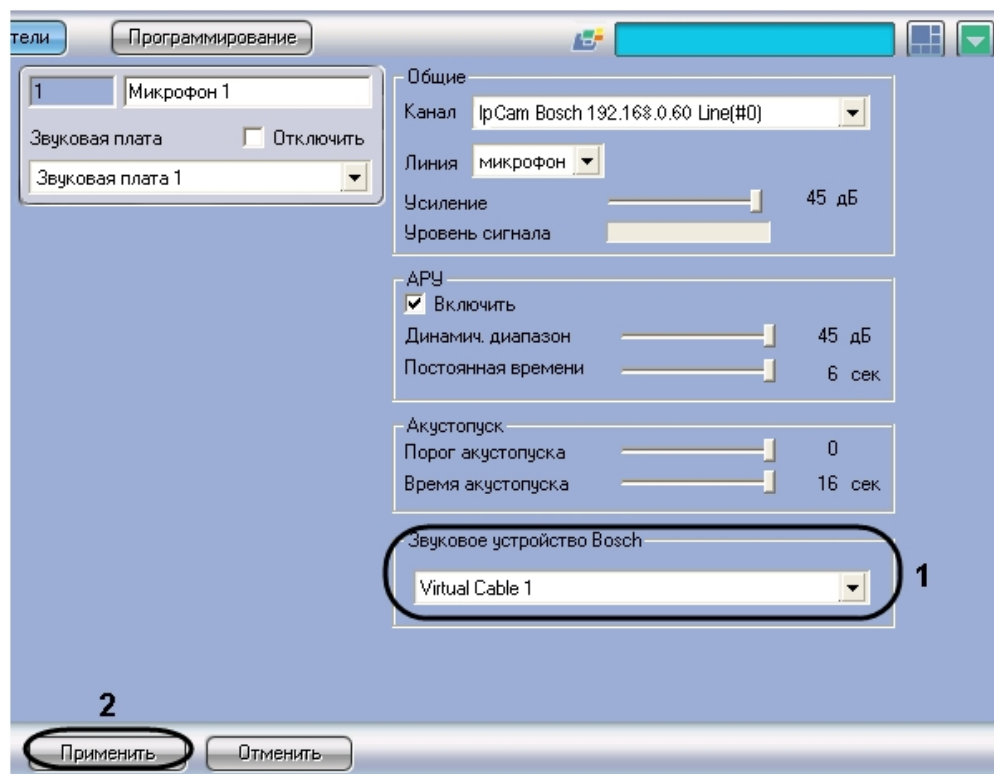 тели Программирование
1 Микрофон 1
Звуковая плата Отключить
Звуковая плата 1
Общие
Канал IpCam Bosch 192.168.0.60 Line(#0)
Линия микрофон
Усиление 45 дБ
Уровень сигнала
АРУ
Включить
Динамич. диапазон 45 дБ
Постоянная времени 6 сек
Акустопуск
Порог акустопуска 0
Время акустопуска 16 сек
Звуковое устройство Bosch
Virtual Cable 1
1
2
Применить Отменить